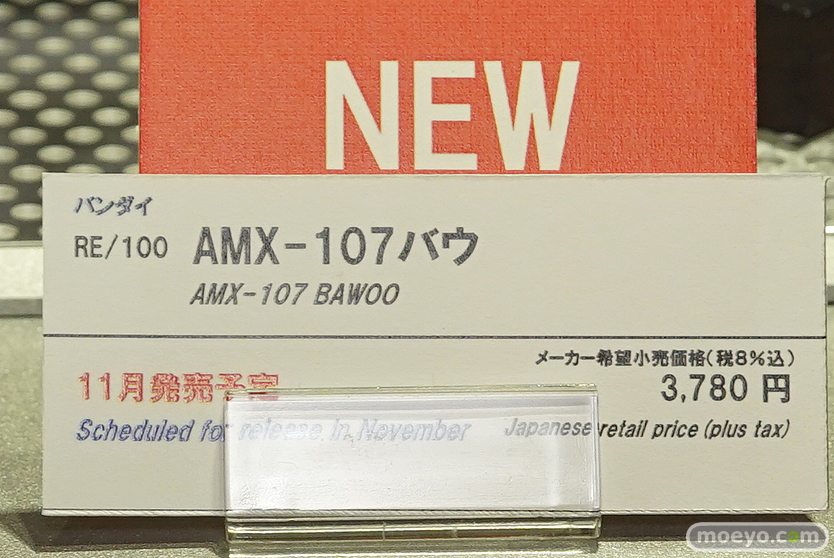 NEW
バンダイ
RE/100 AMX-107バウ
AMX-107 BAWOO
メーカー希望小売価格(税8%込)
11月発売予定 3,780 円
Scheduled for release in November Japanese retail price (plus tax)
moeyo.com